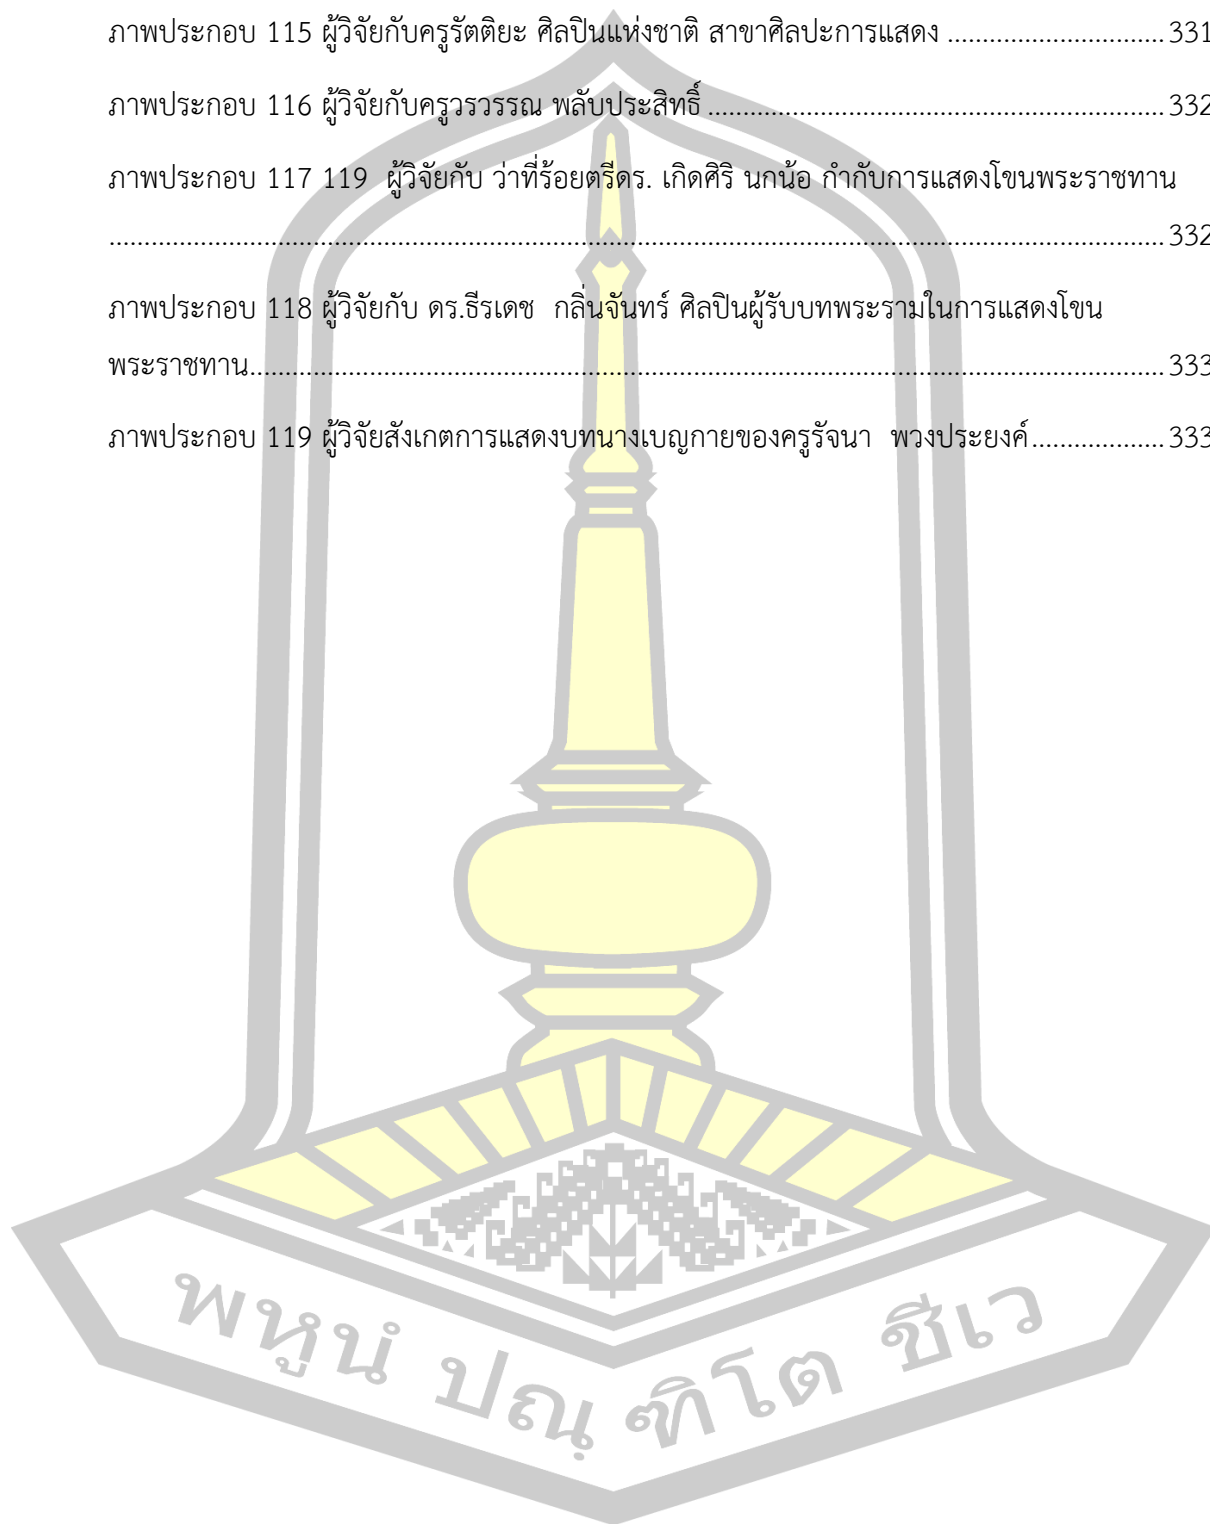 ภาพประกอบ 115 ผู้วิจัยกับครูรัตติยะ ศิลปินแห่งชาติ สาขาศิลปะการแสดง ............................... 331
ภาพประกอบ 116 ผู้วิจัยกับครูวรวรรณ พลับประสิทธิ์ ................................................................. 332
ภาพประกอบ 117 119 ผู้วิจัยกับ ว่าที่ร้อยตรีดร. เกิดศิริ นกน้อ กำกับการแสดงโขนพระราชทาน
....................................................................................................................................................... 332
ภาพประกอบ 118 ผู้วิจัยกับ ดร.ธีรเดช กลิ่นจันทร์ ศิลปินผู้รับบทพระรามในการแสดงโขน
พระราชทาน................................................................................................................................... 333
ภาพประกอบ 119 ผู้วิจัยสังเกตการแสดงบทนางเบญกายของครูรัจนา พวงประยงค์ ................... 333
พหูนํ ปณฺฑิโต ชีเว